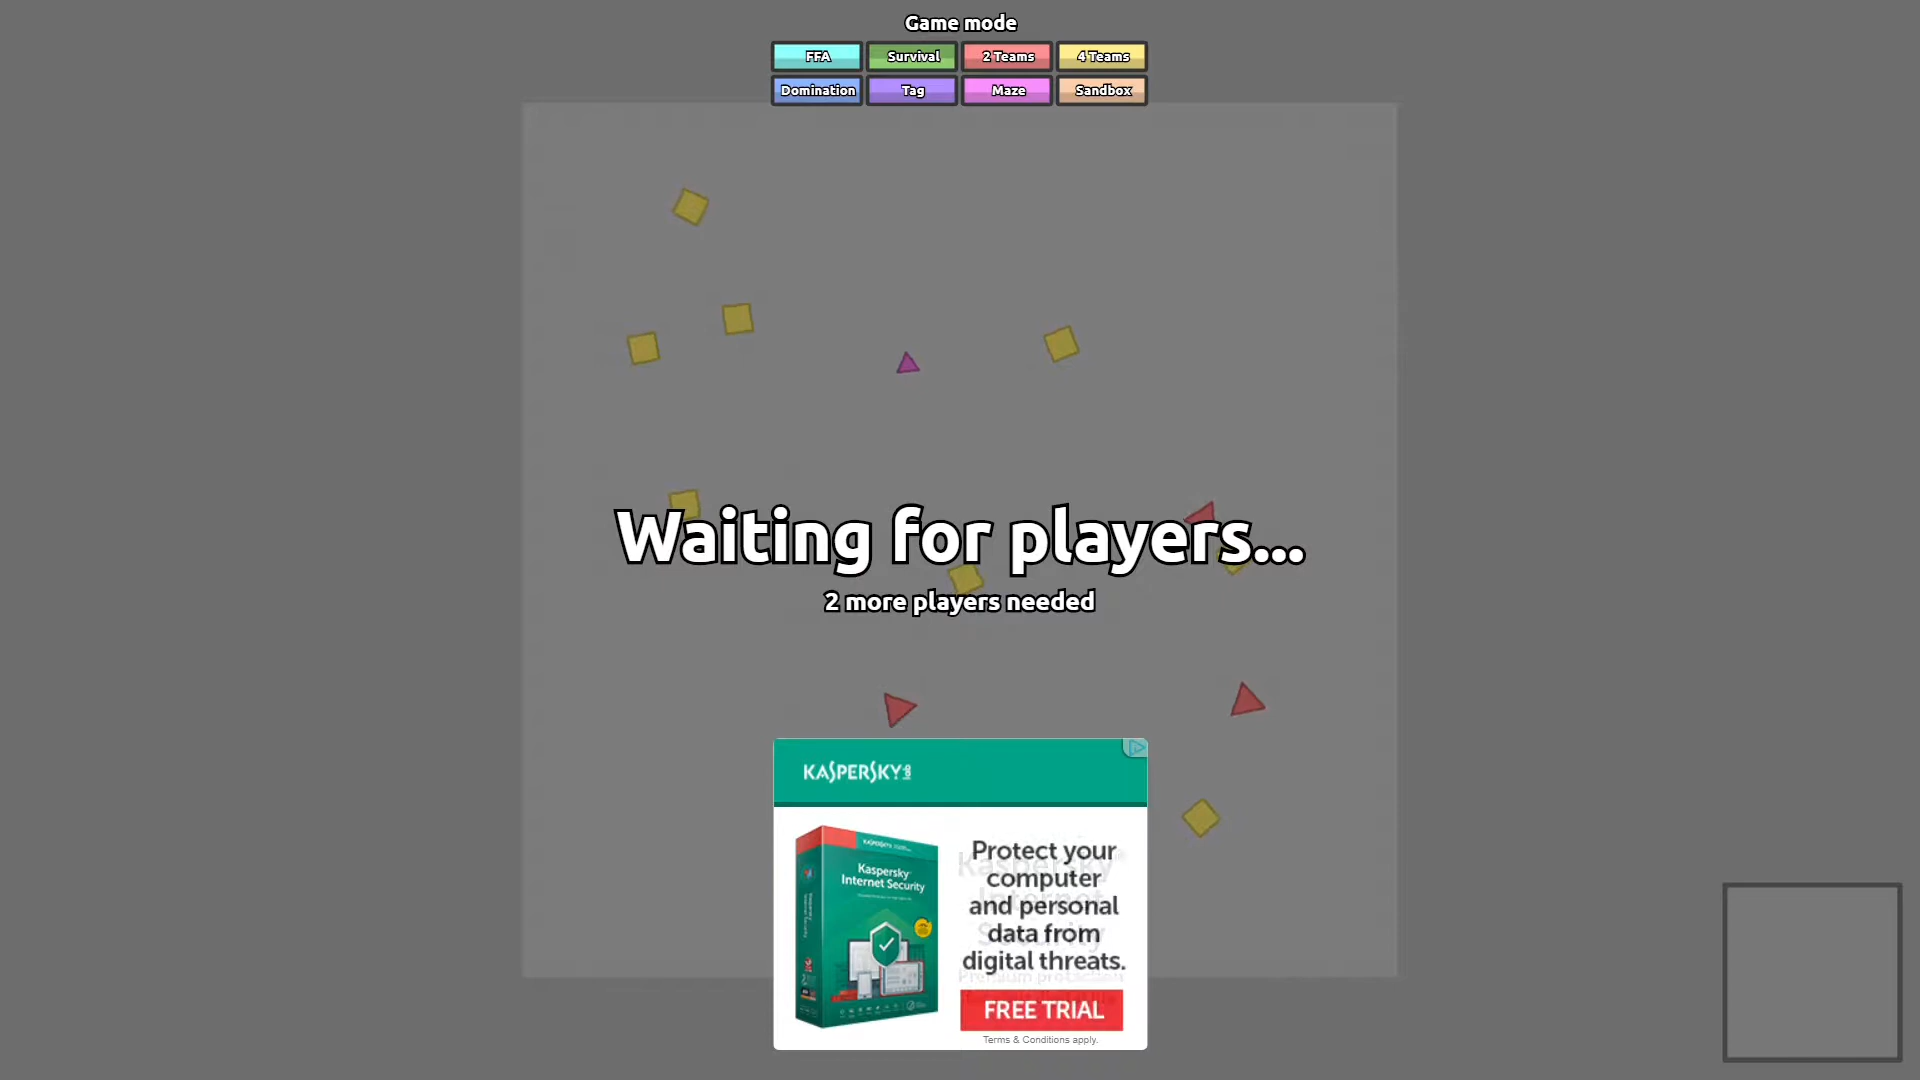 Game mode
FFA Survival 2 Teams 4 Teams
Domination Tag Maze Sandbox
Waiting for players...
2 more players needed
KASPERSKY lab
Kaspersky
Internet Security
Protect your
computer
and personal
data from
digital threats.
FREE TRIAL
Terms & Conditions apply.